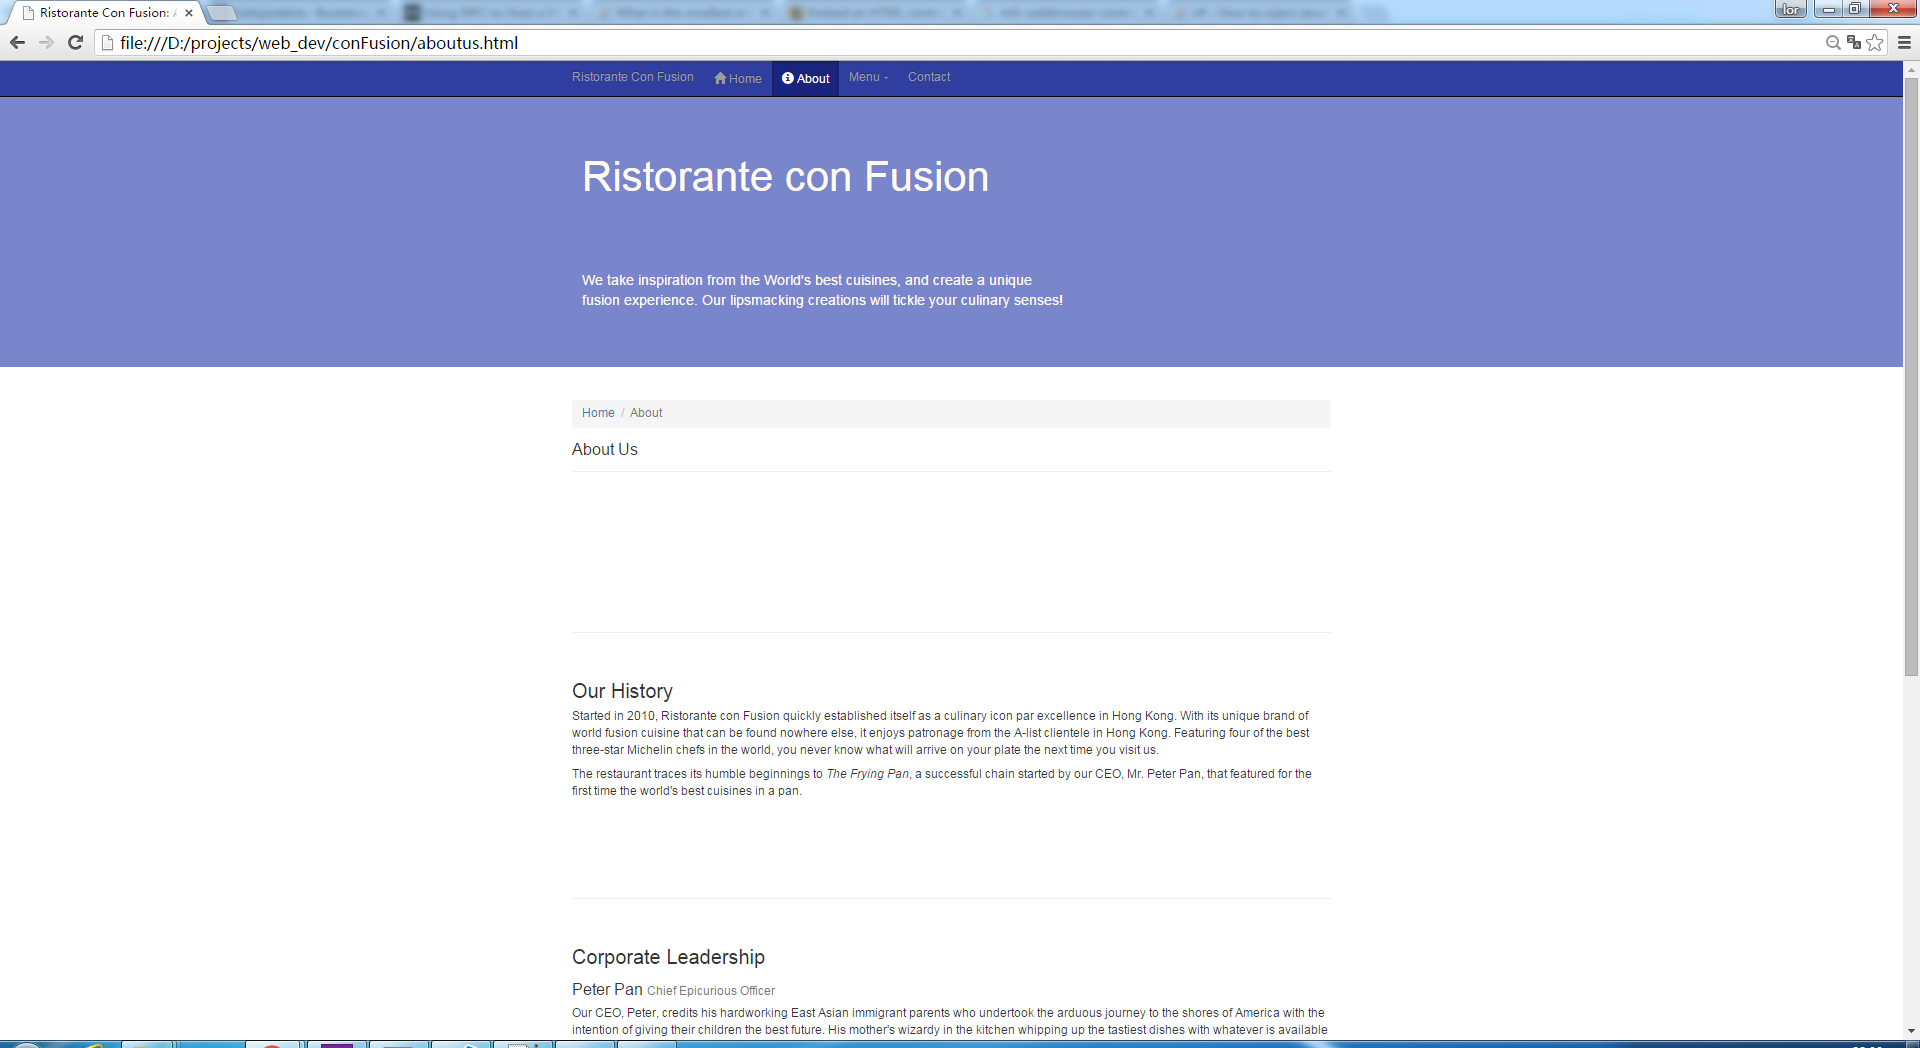 Ristorante Con Fusion:
lor
file:///D:/projects/web_dev/conFusion/aboutus.html
Ristorante Con Fusion Home About Menu Contact
Ristorante con Fusion
We take inspiration from the World's best cuisines, and create a unique
fusion experience. Our lipsmacking creations will tickle your culinary senses!
Home / About
About Us
Our History
Started in 2010, Ristorante con Fusion quickly established itself as a culinary icon par excellence in Hong Kong. With its unique brand of
world fusion cuisine that can be found nowhere else, it enjoys patronage from the A-list clientele in Hong Kong. Featuring four of the best
three-star Michelin chefs in the world, you never know what will arrive on your plate the next time you visit us.
The restaurant traces its humble beginnings to The Frying Pan, a successful chain started by our CEO, Mr. Peter Pan, that featured for the
first time the world's best cuisines in a pan.
Corporate Leadership
Peter Pan Chief Epicurious Officer
Our CEO, Peter, credits his hardworking East Asian immigrant parents who undertook the arduous journey to the shores of America with the
intention of giving their children the best future. His mother's wizardy in the kitchen whipping up the tastiest dishes with whatever is available